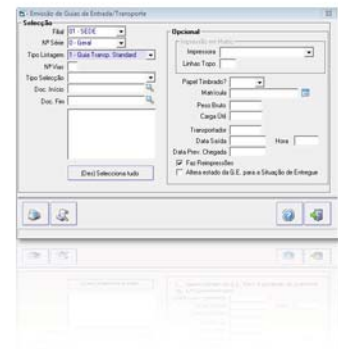 Emissão de Guias de Entrada/Transporte
Selecção
Filial 01 - SEDE
Nº Série 0 - Geral
Tipo Listagem 1 - Guia Transp. Standard
Nº Vias
Tipo Selecção
Doc. Início
Doc. Fim
(Des) Selecciona tudo
Opcional
Impressora
Linhas Topo
Papel Timbrado?
Matrícula
Peso Bruto
Carga Útil
Transportador
Data Saída Hora
Data Prev. Chegada
Faz Reimpressões
Altera estado da G.E. para a Situação de Entregue